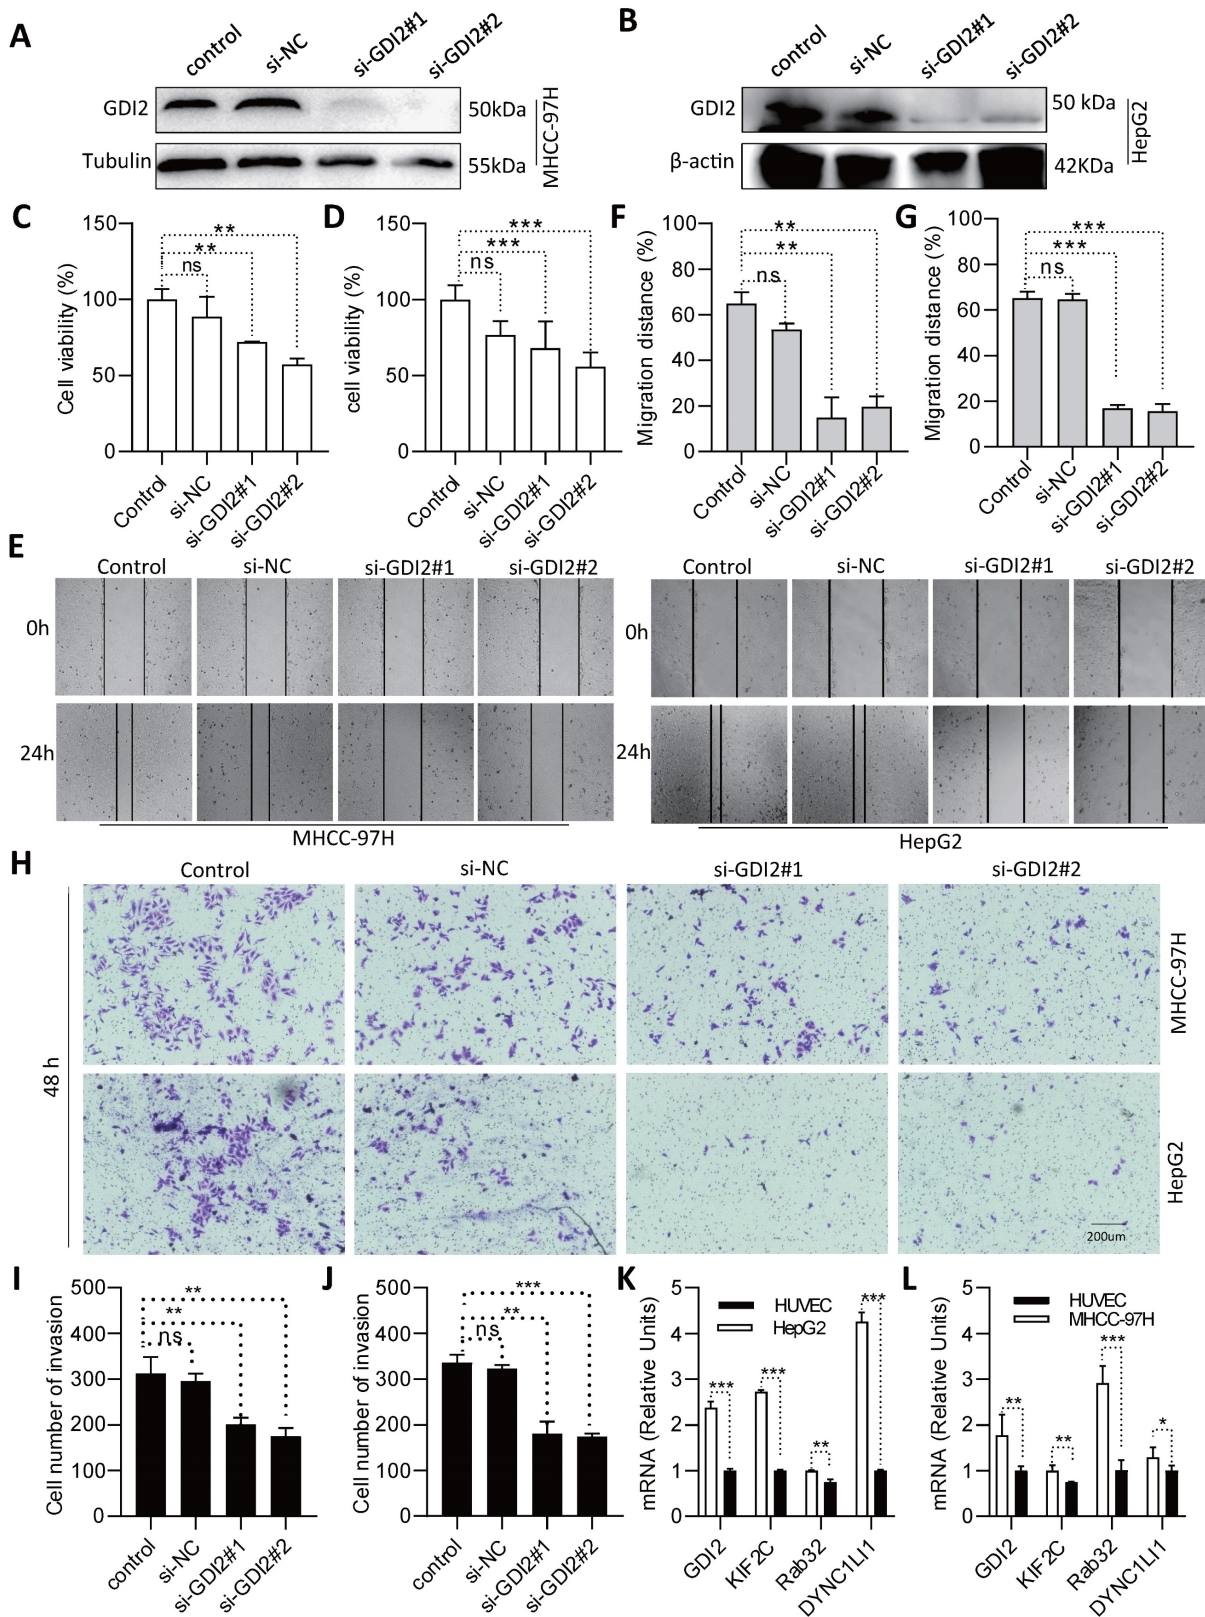 A
control
si-NC
si-GDI2#1
si-GDI2#2
GDI2
50kDa
Tubulin
55kDa
MHCC-97H
B
control
si-NC
si-GDI2#1
si-GDI2#2
GDI2
50 kDa
β-actin
42KDa
HepG2
C
Cell viability (%)
150
100
50
0
**
**
ns
Control
si-NC
si-GDI2#1
si-GDI2#2
D
cell viability (%)
150
100
50
0
***
***
ns
Control
si-NC
si-GDI2#1
si-GDI2#2
F
Migration distance (%)
100
80
60
40
20
0
**
**
ns
Control
si-NC
si-GDI2#1
si-GDI2#2
G
Migration distance (%)
100
80
60
40
20
0
***
***
ns
Control
si-NC
si-GDI2#1
si-GDI2#2
E
Control
si-NC
si-GDI2#1
si-GDI2#2
0h
24h
MHCC-97H
Control
si-NC
si-GDI2#1
si-GDI2#2
0h
24h
HepG2
H
Control
si-NC
si-GDI2#1
si-GDI2#2
48 h
MHCC-97H
HepG2
200um
I
Cell number of invasion
500
400
300
200
100
0
**
**
ns
control
si-NC
si-GDI2#1
si-GDI2#2
J
Cell number of invasion
500
400
300
200
100
0
***
**
ns
control
si-NC
si-GDI2#1
si-GDI2#2
K
mRNA (Relative Units)
5
4
3
2
1
0
HUVEC
HepG2
***
***
**
***
GDI2
KIF2C
Rab32
DYNC1LI1
L
mRNA (Relative Units)
5
4
3
2
1
0
HUVEC
MHCC-97H
**
**
***
*
GDI2
KIF2C
Rab32
DYNC1LI1